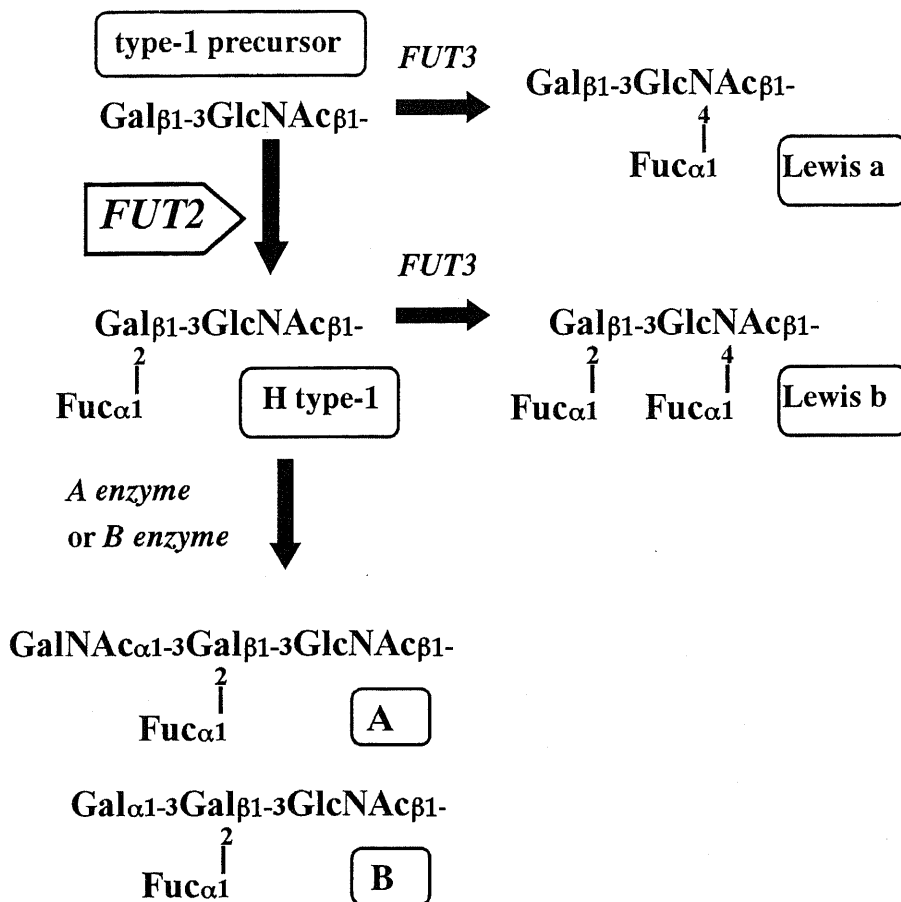 type-1 precursor
FUT3
Galβ1-3GlcNAcβ1-
Galβ1-3GlcNAcβ1-
4
Fucα1
Lewis a
FUT2
FUT3
Galβ1-3GlcNAcβ1-
2
Fucα1
H type-1
Galβ1-3GlcNAcβ1-
2 4
Fucα1 Fucα1
Lewis b
A enzyme
or B enzyme
GalNAcα1-3Galβ1-3GlcNAcβ1-
2
Fucα1
A
Galα1-3Galβ1-3GlcNAcβ1-
2
Fucα1
B